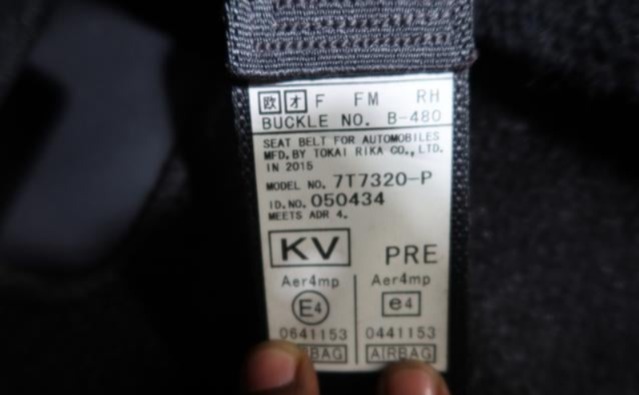 欧 オ F FM RH
BUCKLE NO. B-480
SEAT BELT FOR AUTOMOBILES
MFD. BY TOKAI RIKA CO., LTD.
IN 2015
MODEL NO. 7T7320-P
ID. NO. 050434
MEETS ADR 4.
KV PRE
Aer4mp Aer4mp
E4 e4
0641153 0441153
AIRBAG